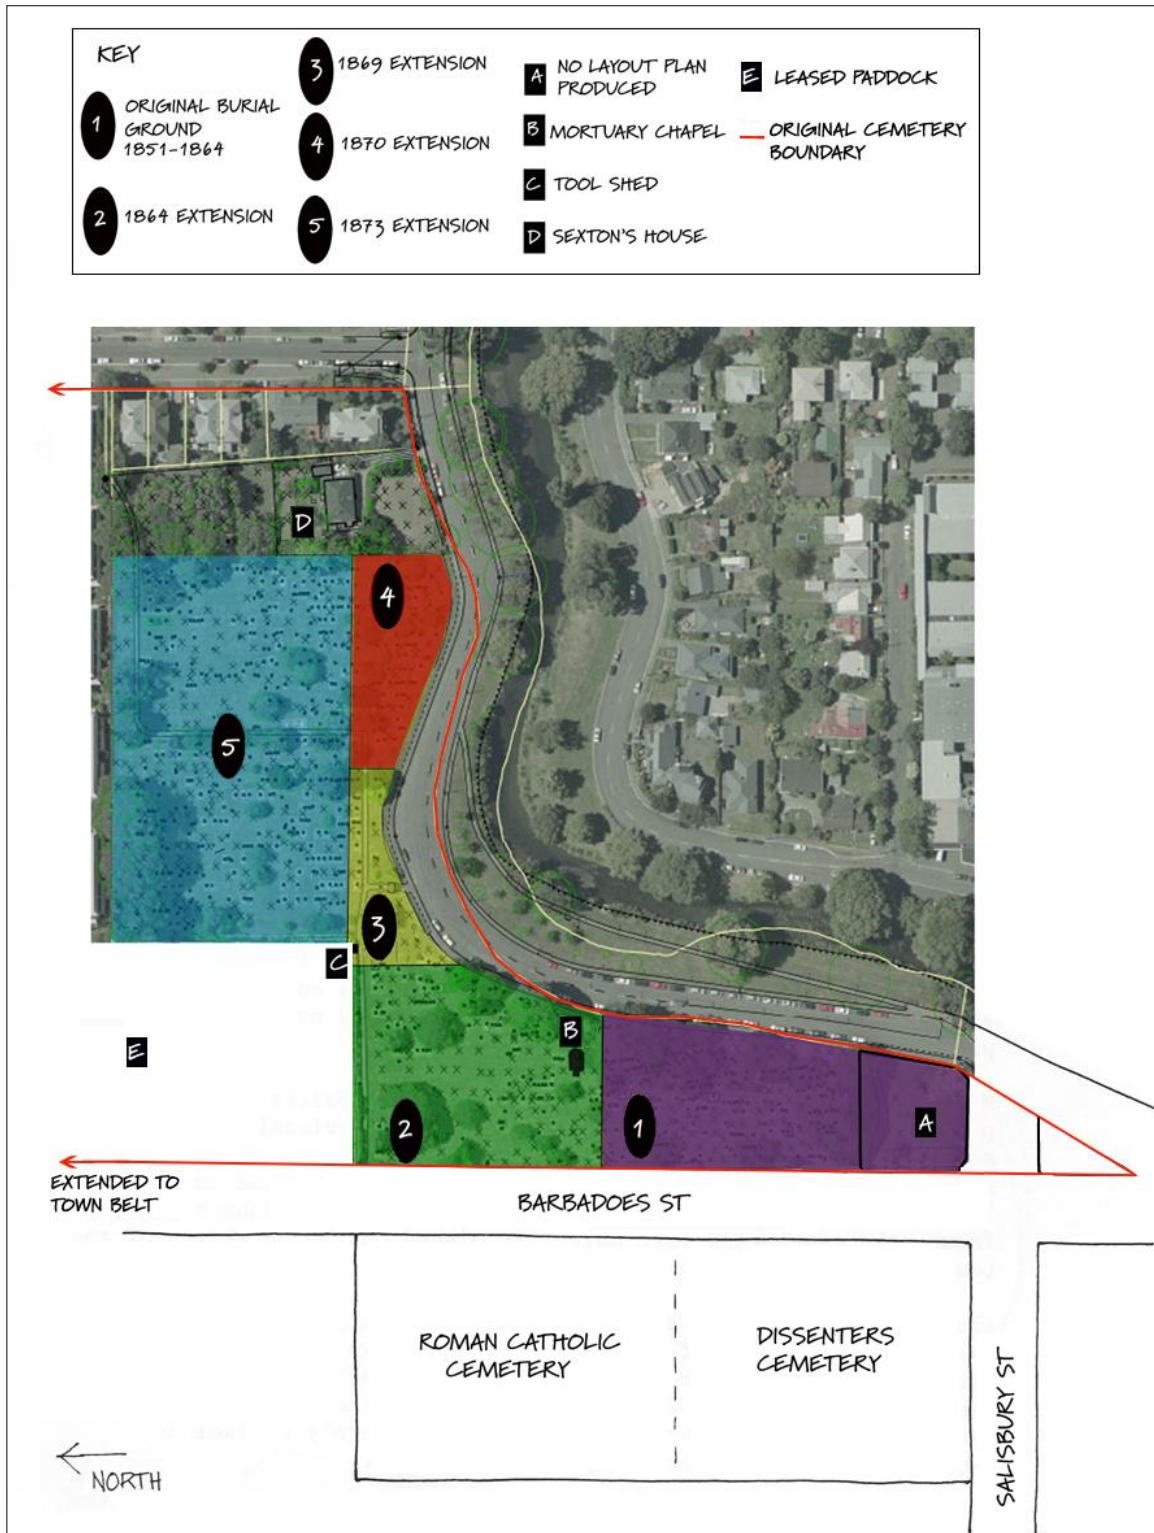 KEY
1
ORIGINAL BURIAL
GROUND
1851-1864
2
1864 EXTENSION
3
1869 EXTENSION
4
1870 EXTENSION
5
1873 EXTENSION
A
NO LAYOUT PLAN
PRODUCED
B
MORTUARY CHAPEL
C
TOOL SHED
D
SEXTON'S HOUSE
E
LEASED PADDOCK
ORIGINAL CEMETERY
BOUNDARY
D
4
5
3
C
B
E
2
1
A
EXTENDED TO
TOWN BELT
BARBADOES ST
ROMAN CATHOLIC
CEMETERY
DISSENTERS
CEMETERY
SALISBURY ST
NORTH